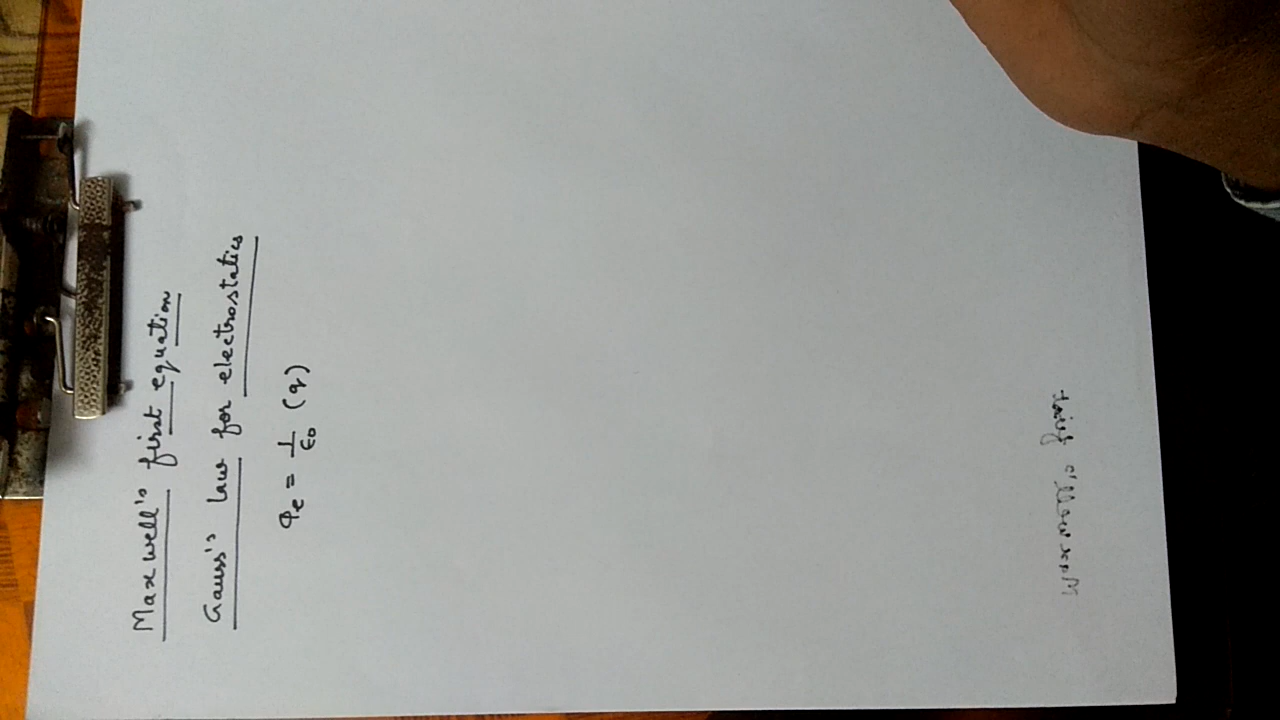 Maxwell's first equation
Gauss's law for electrostatics
Φe = 1/ε0 (q)
Maxwell's first